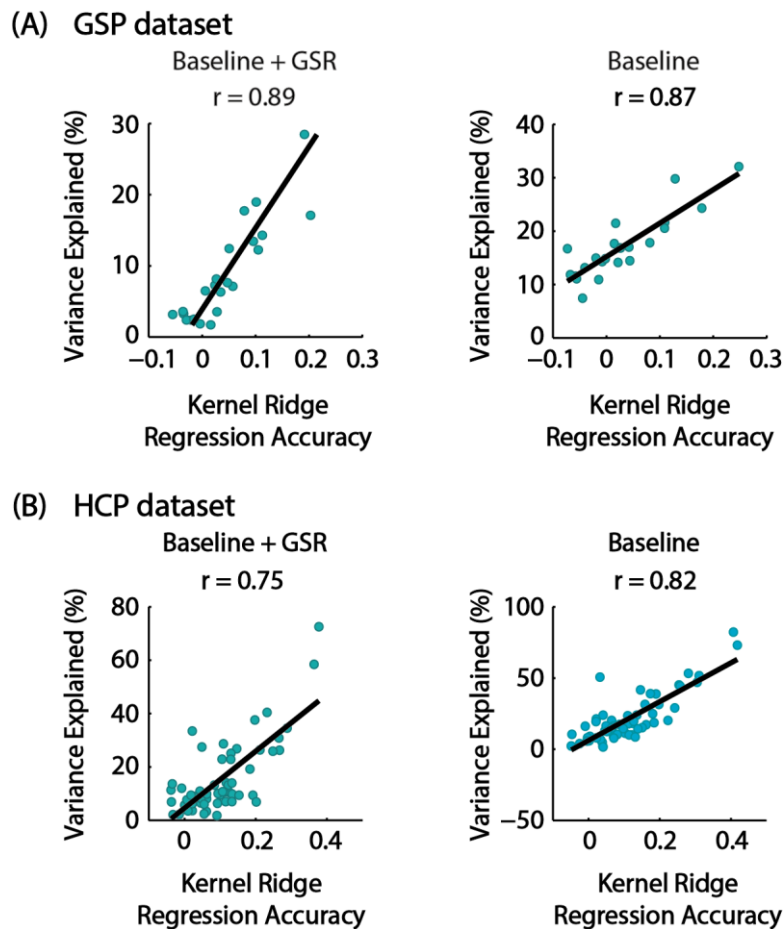 (A) GSP dataset
Baseline + GSR
r = 0.89
Variance Explained (%)
30
20
10
0
−0.1 0 0.1 0.2 0.3
Kernel Ridge
Regression Accuracy
Baseline
r = 0.87
Variance Explained (%)
40
30
20
10
0
−0.1 0 0.1 0.2 0.3
Kernel Ridge
Regression Accuracy
(B) HCP dataset
Baseline + GSR
r = 0.75
Variance Explained (%)
80
60
40
20
0
0 0.2 0.4
Kernel Ridge
Regression Accuracy
Baseline
r = 0.82
Variance Explained (%)
100
50
0
−50
0 0.2 0.4
Kernel Ridge
Regression Accuracy